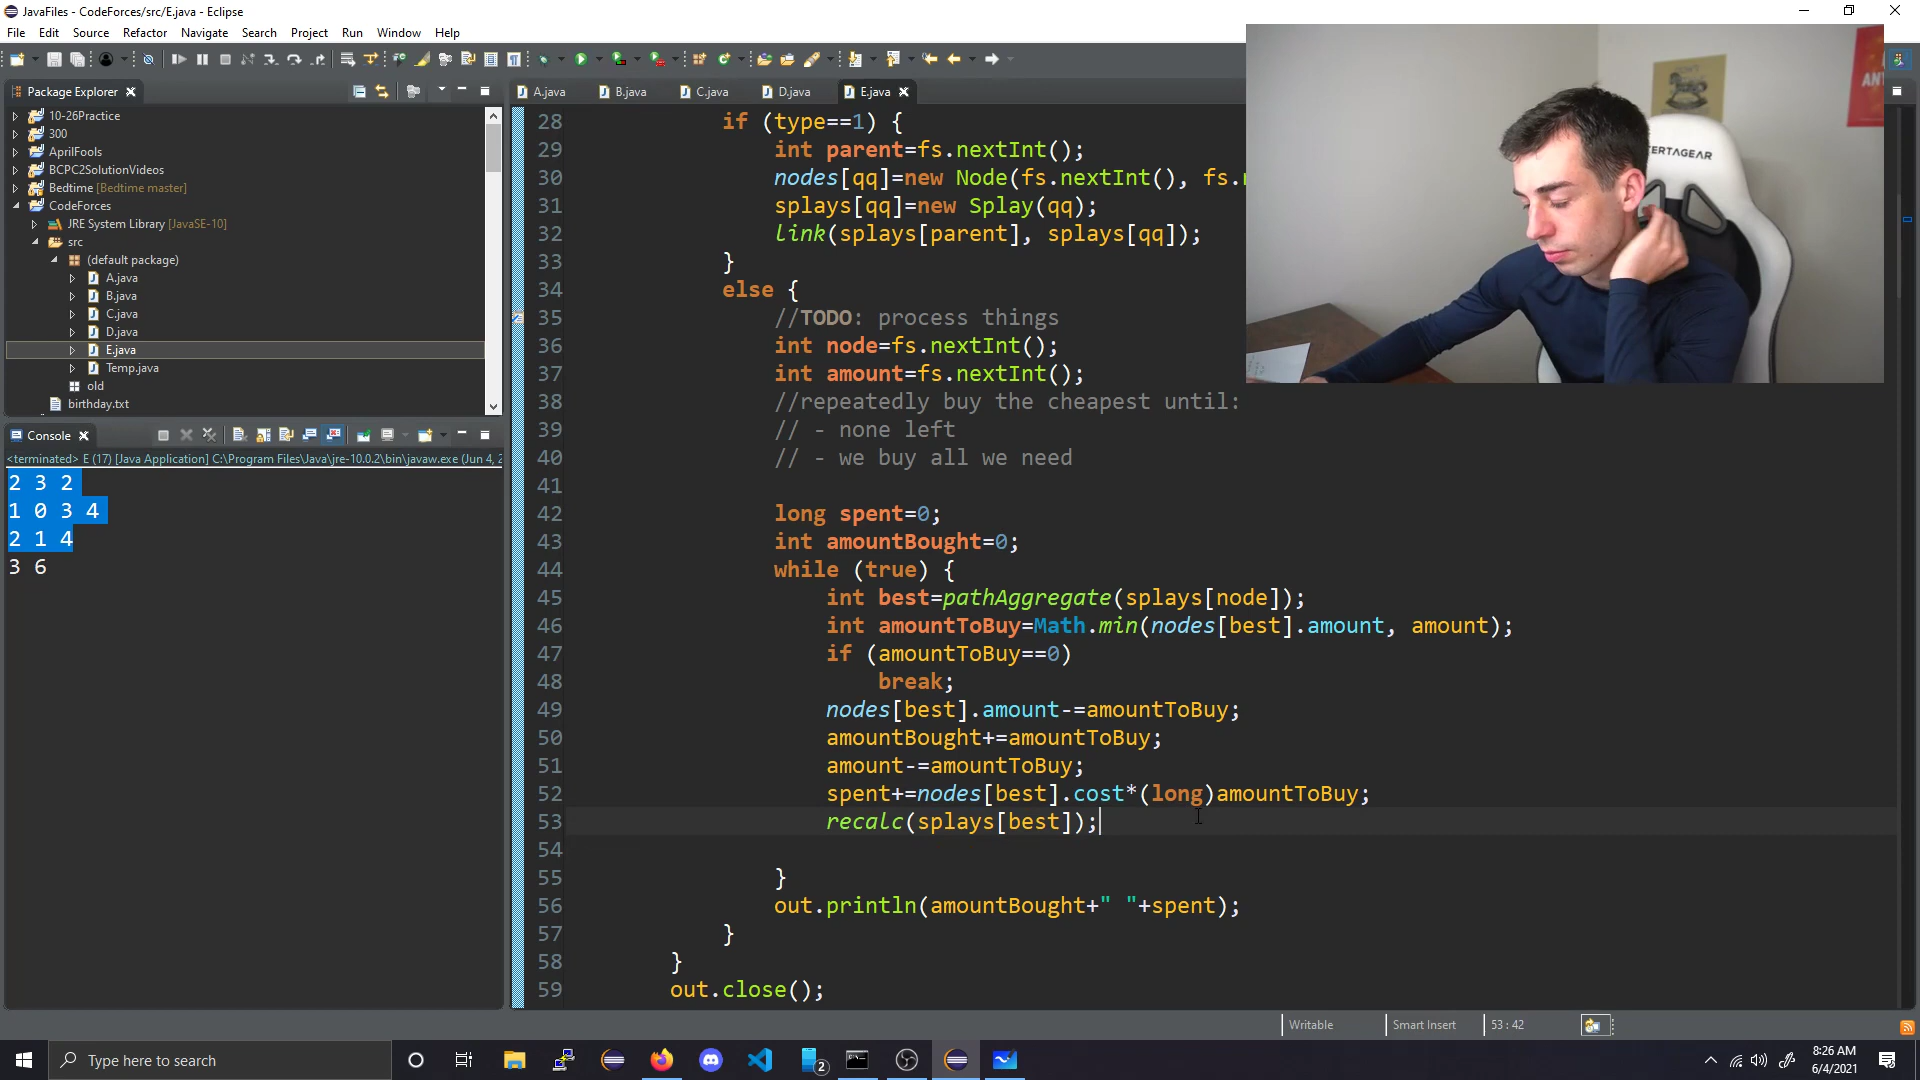 JavaFiles - CodeForces/src/E.java - Eclipse
File Edit Source Refactor Navigate Search Project Run Window Help
Package Explorer
A.java B.java C.java D.java E.java
10-26Practice
300
AprilFools
BCPC2SolutionVideos
Bedtime [Bedtime master]
CodeForces
JRE System Library [JavaSE-10]
src
(default package)
A.java
B.java
C.java
D.java
E.java
Temp.java
old
birthday.txt
Console
<terminated> E (17) [Java Application] C:\Program Files\Java\jre-10.0.2\bin\javaw.exe (Jun 4, 2
2 3 2
1 0 3 4
2 1 4
3 6
28 if (type==1) {
29 int parent=fs.nextInt();
30 nodes[qq]=new Node(fs.nextInt(), fs.
31 splays[qq]=new Splay(qq);
32 link(splays[parent], splays[qq]);
33 }
34 else {
35 //TODO: process things
36 int node=fs.nextInt();
37 int amount=fs.nextInt();
38 //repeatedly buy the cheapest until:
39 // - none left
40 // - we buy all we need
41
42 long spent=0;
43 int amountBought=0;
44 while (true) {
45 int best=pathAggregate(splays[node]);
46 int amountToBuy=Math.min(nodes[best].amount, amount);
47 if (amountToBuy==0)
48 break;
49 nodes[best].amount-=amountToBuy;
50 amountBought+=amountToBuy;
51 amount-=amountToBuy;
52 spent+=nodes[best].cost*(long)amountToBuy;
53 recalc(splays[best]);
54
55 }
56 out.println(amountBought+" "+spent);
57 }
58 }
59 out.close();
ERTAGEAR
AN
Writable Smart Insert 53 : 42
Type here to search
2
8:26 AM
6/4/2021